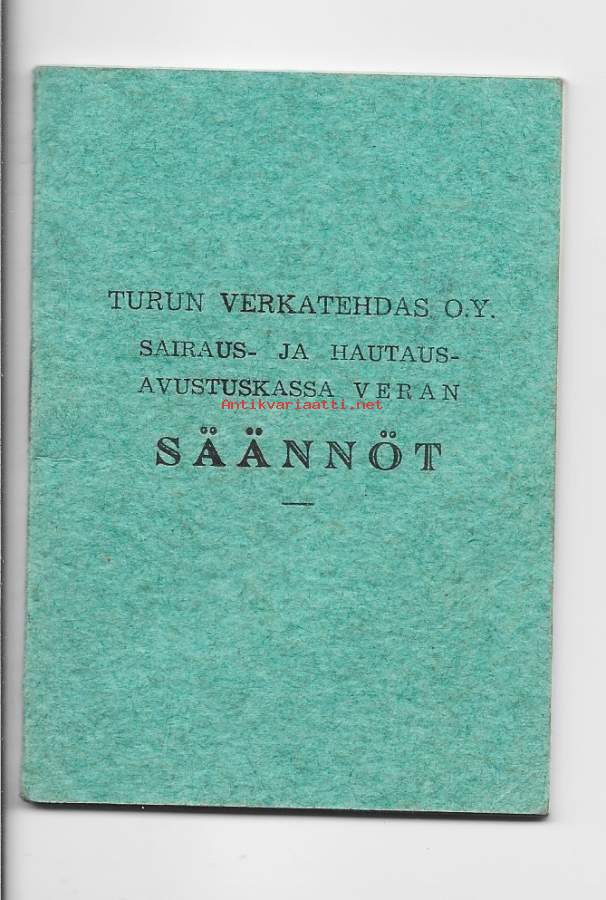 TURUN VERKATEHDAS O.Y.
SAIRAUS- JA HAUTAUS-
AVUSTUSKASSA VERAN
Antikvariaatti.net
SÄÄNNÖT